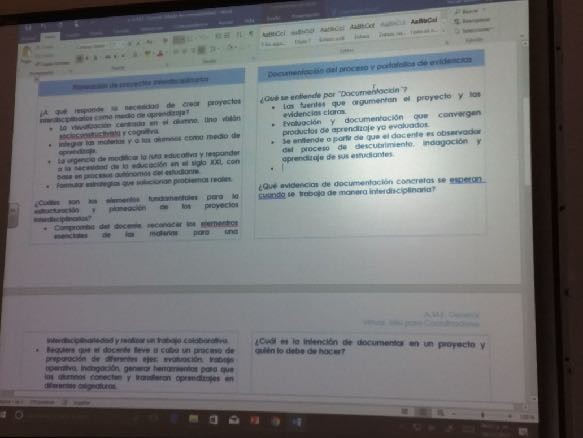 Planeación de proyectos interdisciplinarios
¿A qué responde la necesidad de crear proyectos
interdisciplinarios como medio de aprendizaje?
• La visualización centrada en el alumno. Una visión
socioconstructivista y cognitiva.
• Integrar las materias y a los alumnos como medio de
aprendizaje.
• La urgencia de modificar la ruta educativa y responder
a la necesidad de la educación en el siglo XXI, con
base en procesos autónomos del estudiante.
• Formular estrategias que solucionan problemas reales.
¿Cuáles son los elementos fundamentales para la
estructuración y planeación de los proyectos
interdisciplinarios?
• Compromiso del docente, reconocer los elementos
esenciales de las materias para una
Documentación del proceso y portafolios de evidencias
¿Qué se entiende por "Documentación"?
• Las fuentes que argumentan el proyecto y las
evidencias claras.
• Evaluación y documentación que convergen
productos de aprendizaje ya evaluados.
• Se entiende a partir de que el docente es observador
del proceso de descubrimiento, indagación y
aprendizaje de sus estudiantes.
•
¿Qué evidencias de documentación concretas se esperan
cuando se trabaja de manera interdisciplinaria?
A.M.E. General
interdisciplinariedad y realizar un trabajo colaborativo.
• Requiere que el docente lleve a cabo un proceso de
preparación de diferentes ejes: evaluación, trabajo
operativo, indagación, generar herramientas para que
los alumnos conecten y transfieran aprendizajes en
diferentes asignaturas.
¿Cuál es la intención de documentar en un proyecto y
quién lo debe de hacer?